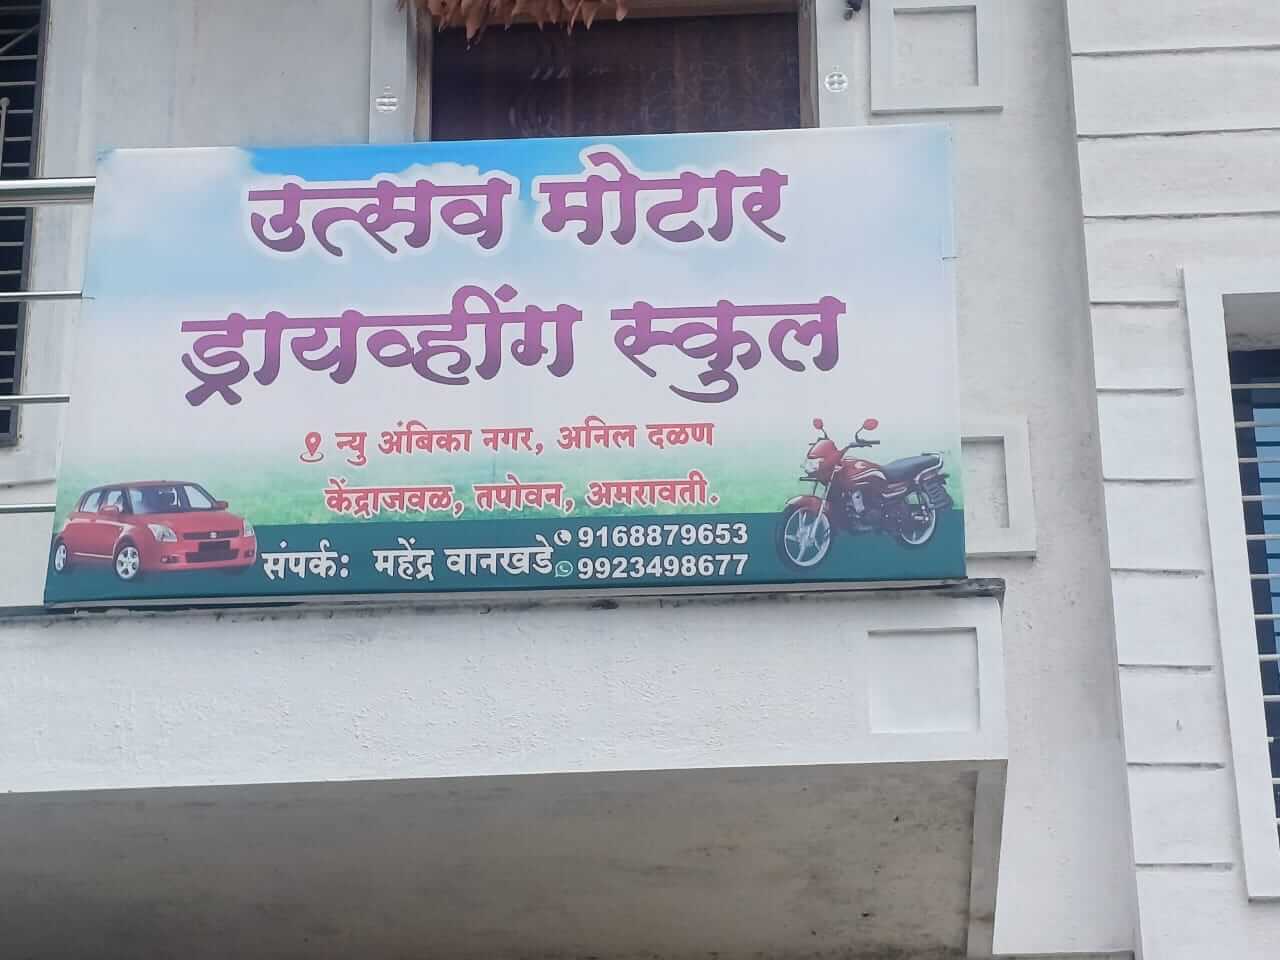 उत्सव मोटार
ड्रायव्हींग स्कुल
न्यु अंबिका नगर, अनिल दळण
केंद्राजवळ, तपोवन, अमरावती.
संपर्क: महेंद्र वानखडे 9168879653
9923498677